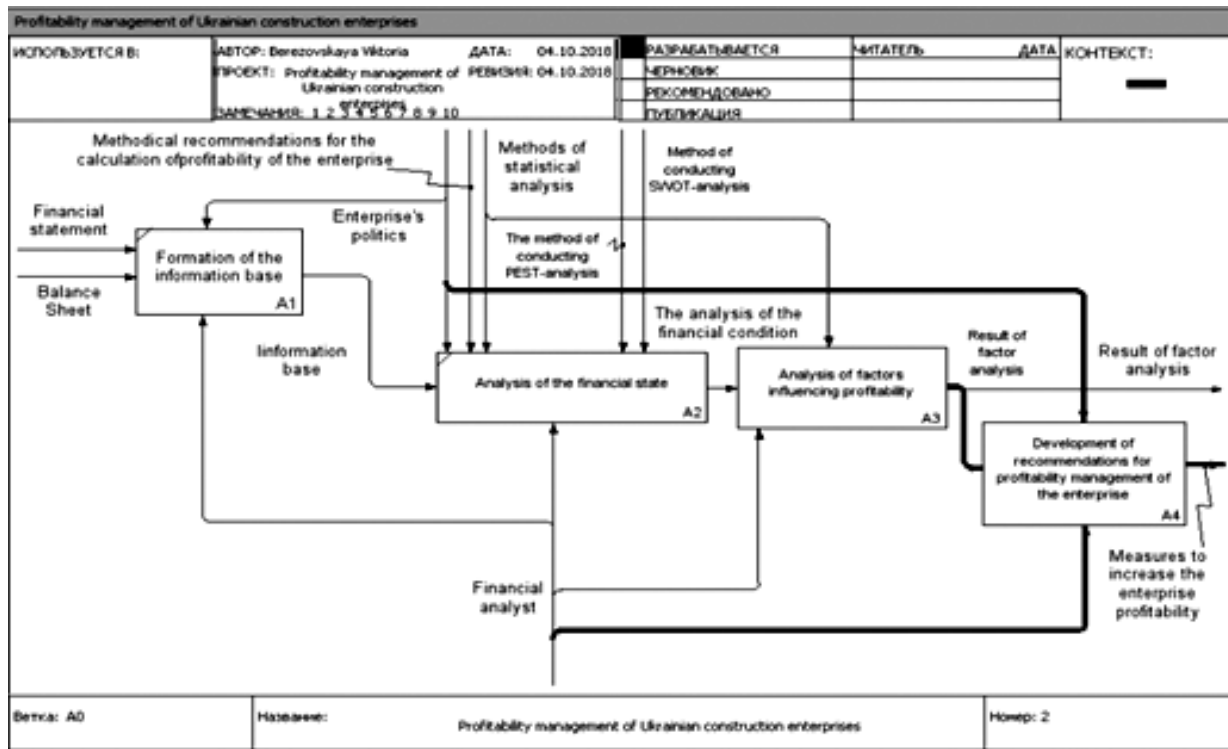 Profitability management of Ukrainian construction enterprises
ИСПОЛЬЗУЕТСЯ В:
АВТОР: Berezovskaya Viktoria
ДАТА: 04.10.2018
ПРОЕКТ: Profitability management of
Ukrainian construction
enterprises
РЕВИЗИЯ: 04.10.2018
ЗАМЕЧАНИЯ: 1 2 3 4 5 6 7 8 9 10
РАЗРАБАТЫВАЕТСЯ
ЧЕРНОВИК
РЕКОМЕНДОВАНО
ПУБЛИКАЦИЯ
ЧИТАТЕЛЬ
ДАТА
КОНТЕКСТ:
Methodical recommendations for the
calculation ofprofitability of the enterprise
Methods of
statistical
analysis
Method of
conducting
SWOT-analysis
Financial
statement
Enterprise's
politics
The method of
conducting
PEST-analysis
Formation of the
information base
A1
Balance
Sheet
The analysis of the
financial condition
Iinformation
base
Result of
factor
analysis
Result of factor
analysis
Analysis of the financial state
A2
Analysis of factors
influencing profitability
A3
Development of
recommendations for
profitability management of
the enterprise
A4
Measures to
increase the
enterprise
profitability
Financial
analyst
Ветка: A0
Название:
Profitability management of Ukrainian construction enterprises
Номер: 2